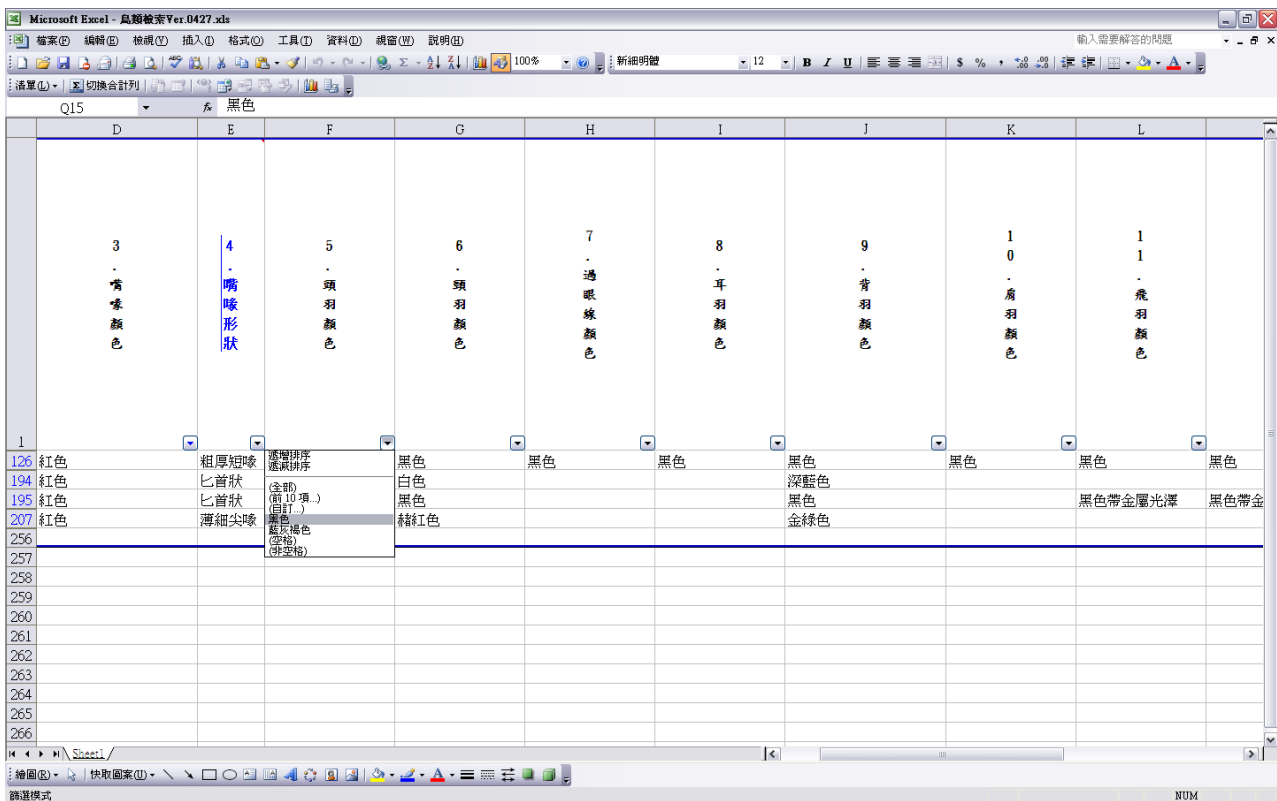 Microsoft Excel - 鳥類檢索Ver.0427.xls
檔案(F) 編輯(E) 檢視(V) 插入(I) 格式(O) 工具(T) 資料(D) 視窗(W) 說明(H) 輸入需要解答的問題
100% 新細明體 12 B I U $ % ,
清單(L) 切換合計列
Q15 fx 黑色
D E F G H I J K L
1
3.嘴喙顏色
4.嘴喙形狀
5.頭羽顏色
6.頸羽顏色
7.過眼線顏色
8.耳羽顏色
9.背羽顏色
10.肩羽顏色
11.飛羽顏色
126 紅色 粗厚短喙 黑色 黑色 黑色 黑色 黑色 黑色 黑色
194 紅色 匕首狀 白色 深藍色
195 紅色 匕首狀 黑色 黑色 黑色帶金屬光澤 黑色帶金
207 紅色 薄細尖喙 赭紅色 金綠色
遞增排序
遞減排序
(全部)
(前 10 項...)
(自訂...)
黑色
藍灰褐色
(空格)
(非空格)
256
257
258
259
260
261
262
263
264
265
266
Sheet1
繪圖(R) 快取圖案(U)
篩選模式 NUM